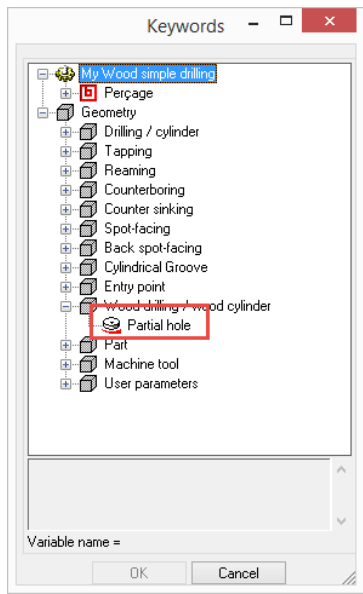 Keywords
My Wood simple drilling
Perçage
Geometry
Drilling / cylinder
Tapping
Reaming
Counterboring
Counter sinking
Spot-facing
Back spot-facing
Cylindrical Groove
Entry point
Wood drilling / wood cylinder
Partial hole
Part
Machine tool
User parameters
Variable name =
OK Cancel